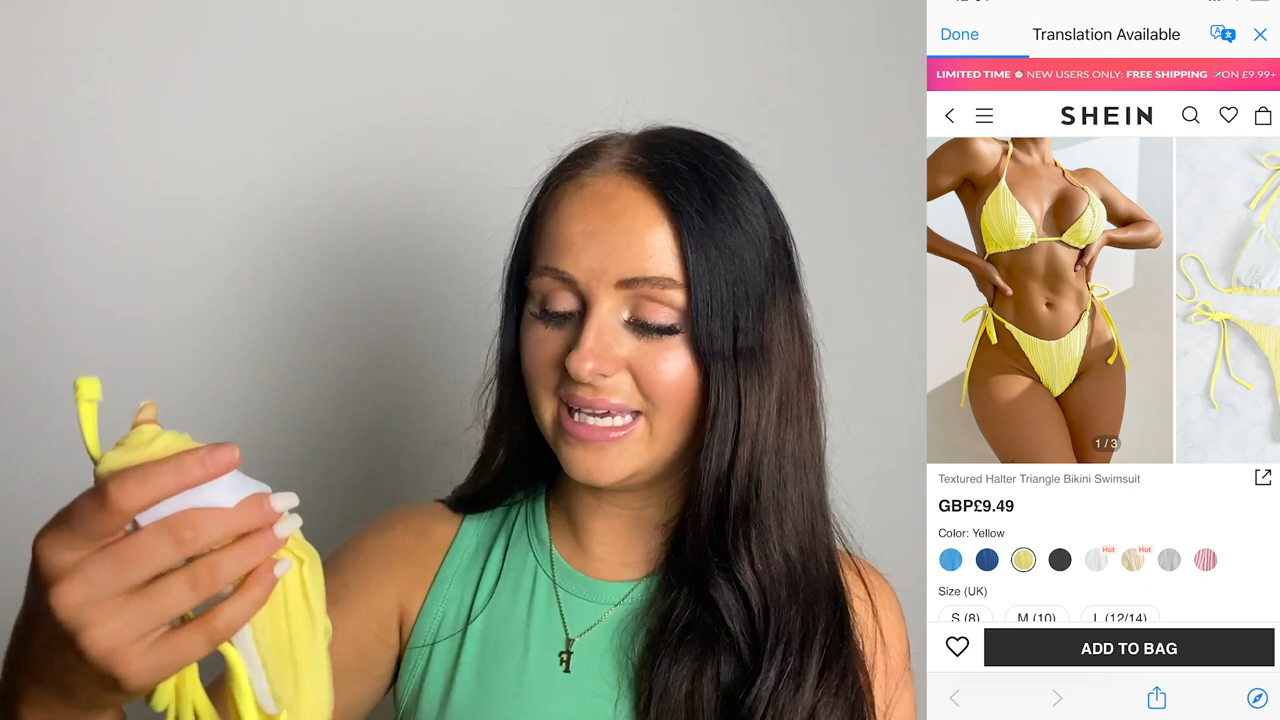 Done
Translation Available
LIMITED TIME NEW USERS ONLY: FREE SHIPPING ON £9.99+
SHEIN
1 / 3
Textured Halter Triangle Bikini Swimsuit
GBP£9.49
Color: Yellow
Hot
Hot
Size (UK)
S (8) M (10) L (12/14)
ADD TO BAG